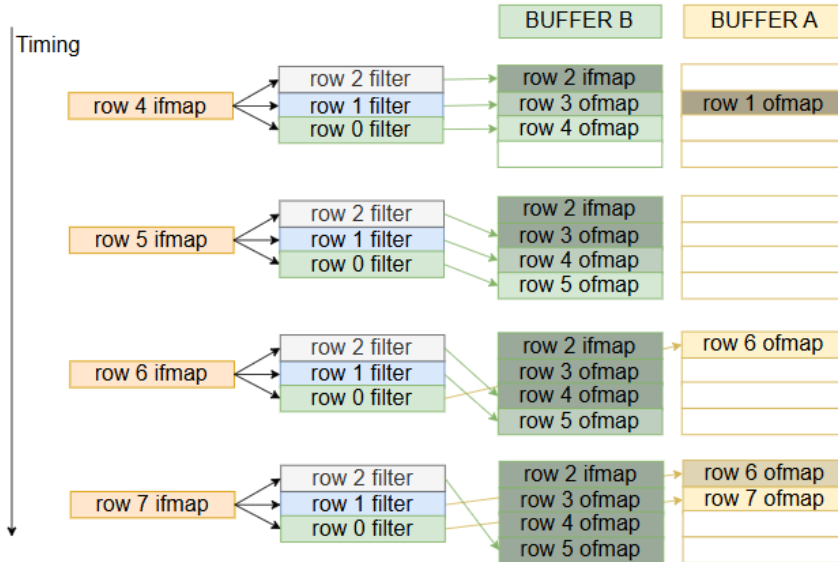 BUFFER B
BUFFER A
Timing
row 4 ifmap
row 2 filter
row 1 filter
row 0 filter
row 2 ifmap
row 3 ofmap
row 4 ofmap
row 1 ofmap
row 5 ifmap
row 2 filter
row 1 filter
row 0 filter
row 2 ifmap
row 3 ofmap
row 4 ofmap
row 5 ofmap
row 6 ifmap
row 2 filter
row 1 filter
row 0 filter
row 2 ifmap
row 3 ofmap
row 4 ofmap
row 5 ofmap
row 6 ofmap
row 7 ifmap
row 2 filter
row 1 filter
row 0 filter
row 2 ifmap
row 3 ofmap
row 4 ofmap
row 5 ofmap
row 6 ofmap
row 7 ofmap